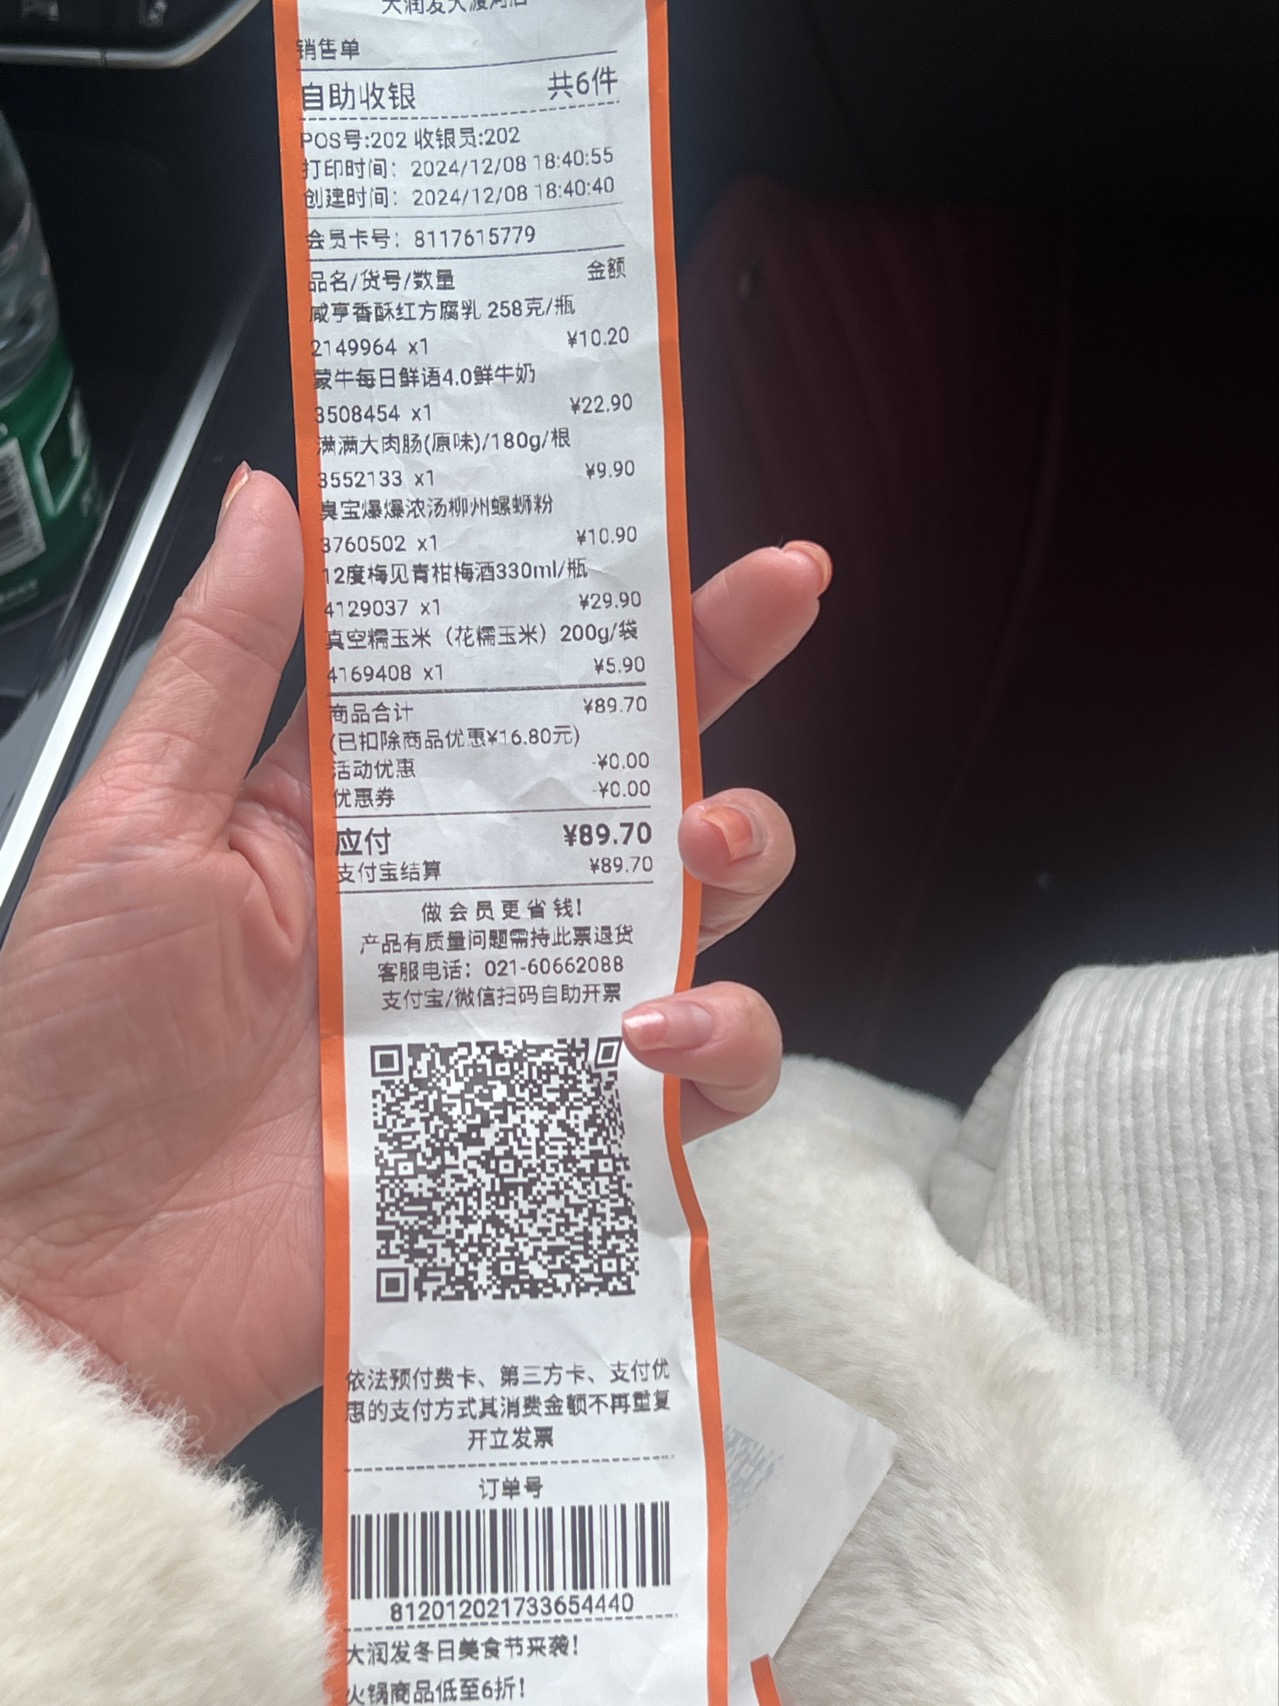 大润发大渡河店
销售单
自助收银 共6件
POS号:202 收银员:202
打印时间: 2024/12/08 18:40:55
创建时间: 2024/12/08 18:40:40
会员卡号: 8117615779
品名/货号/数量 金额
咸亨香酥红方腐乳 258克/瓶
2149964 x1 ¥10.20
蒙牛每日鲜语4.0鲜牛奶
3508454 x1 ¥22.90
满满大肉肠(原味)/180g/根
3552133 x1 ¥9.90
臭宝爆爆浓汤柳州螺蛳粉
3760502 x1 ¥10.90
12度梅见青柑梅酒330ml/瓶
4129037 x1 ¥29.90
真空糯玉米（花糯玉米）200g/袋
4169408 x1 ¥5.90
商品合计 ¥89.70
(已扣除商品优惠¥16.80元)
活动优惠 -¥0.00
优惠券 -¥0.00
应付 ¥89.70
支付宝结算 ¥89.70
做会员更省钱!
产品有质量问题需持此票退货
客服电话: 021-60662088
支付宝/微信扫码自助开票
依法预付费卡、第三方卡、支付优
惠的支付方式其消费金额不再重复
开立发票
订单号
812012021733654440
大润发冬日美食节来袭!
火锅商品低至6折!